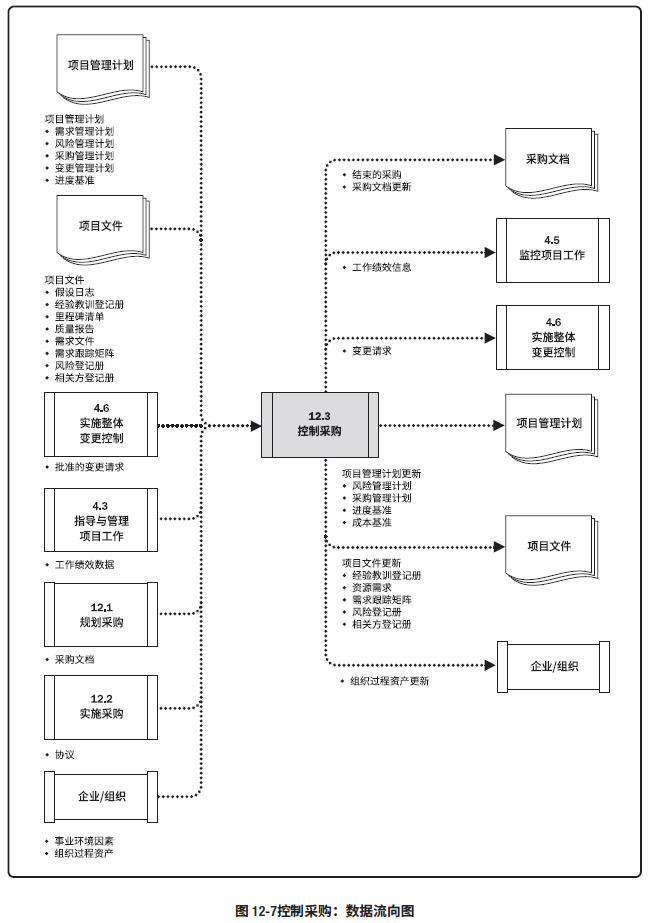 项目管理计划
项目管理计划
• 需求管理计划
• 风险管理计划
• 采购管理计划
• 变更管理计划
• 进度基准
项目文件
项目文件
• 假设日志
• 经验教训登记册
• 里程碑清单
• 质量报告
• 需求文件
• 需求跟踪矩阵
• 风险登记册
• 相关方登记册
4.6
实施整体
变更控制
• 批准的变更请求
4.3
指导与管理
项目工作
• 工作绩效数据
12.1
规划采购
• 采购文档
12.2
实施采购
• 协议
企业/组织
• 事业环境因素
• 组织过程资产
12.3
控制采购
• 结束的采购
• 采购文档更新
采购文档
• 工作绩效信息
4.5
监控项目工作
• 变更请求
4.6
实施整体
变更控制
项目管理计划
项目管理计划更新
• 风险管理计划
• 采购管理计划
• 进度基准
• 成本基准
项目文件
项目文件更新
• 经验教训登记册
• 资源需求
• 需求跟踪矩阵
• 风险登记册
• 相关方登记册
企业/组织
• 组织过程资产更新
图 12-7控制采购：数据流向图